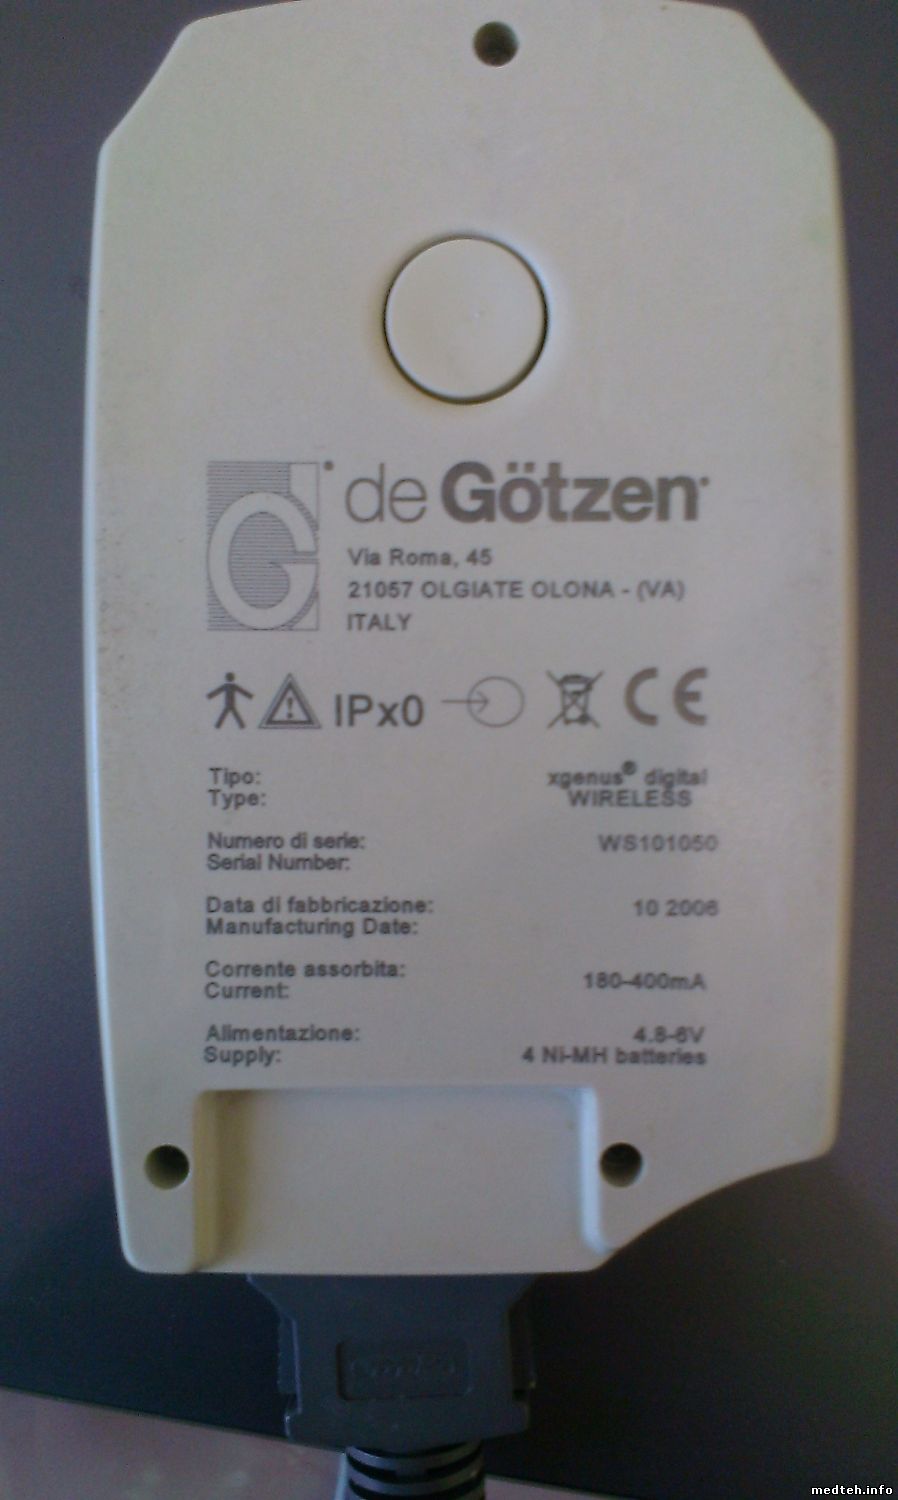 de Götzen
Via Roma, 45
21057 OLGIATE OLONA - (VA)
ITALY
IPx0 CE
Tipo: xgenus® digital
Type: WIRELESS
Numero di serie: WS101050
Serial Number:
Data di fabbricazione: 10 2006
Manufacturing Date:
Corrente assorbita: 180-400mA
Current:
Alimentazione: 4.8-6V
Supply: 4 Ni-MH batteries
medteh.info